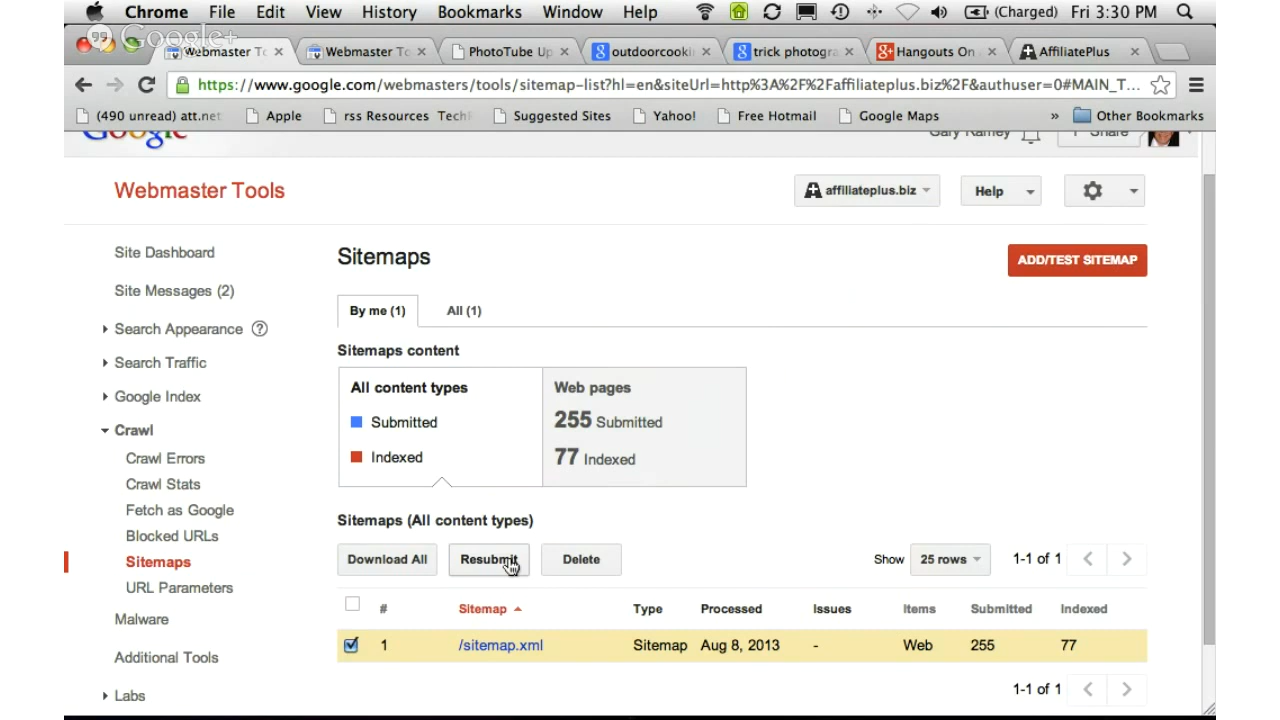 Chrome File Edit View History Bookmarks Window Help (Charged) Fri 3:30 PM
Google+
Webmaster To Webmaster To PhotoTube Up outdoorcooki trick photogra Hangouts On AffiliatePlus
https://www.google.com/webmasters/tools/sitemap-list?hl=en&siteUrl=http%3A%2F%2Faffiliateplus.biz%2F&authuser=0#MAIN_T...
(490 unread) att.net Apple rss Resources Tech Suggested Sites Yahoo! Free Hotmail Google Maps » Other Bookmarks
Google Gary Ramey + Share
Webmaster Tools affiliateplus.biz Help
Site Dashboard
Site Messages (2)
Search Appearance ?
Search Traffic
Google Index
Crawl
Crawl Errors
Crawl Stats
Fetch as Google
Blocked URLs
Sitemaps
URL Parameters
Malware
Additional Tools
Labs
Sitemaps ADD/TEST SITEMAP
By me (1) All (1)
Sitemaps content
All content types Web pages
Submitted 255 Submitted
Indexed 77 Indexed
Sitemaps (All content types)
Download All Resubmit Delete Show 25 rows 1-1 of 1
# Sitemap Type Processed Issues Items Submitted Indexed
1 /sitemap.xml Sitemap Aug 8, 2013 - Web 255 77
1-1 of 1